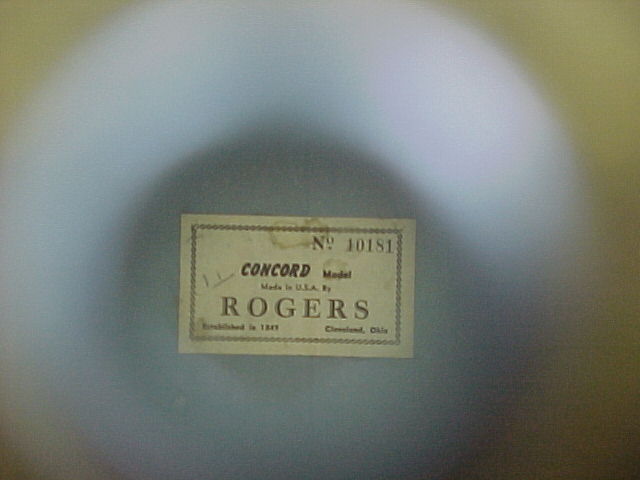 Nº 10181
CONCORD Model
Made in U.S.A. By
ROGERS
Established in 1849 Cleveland, Ohio